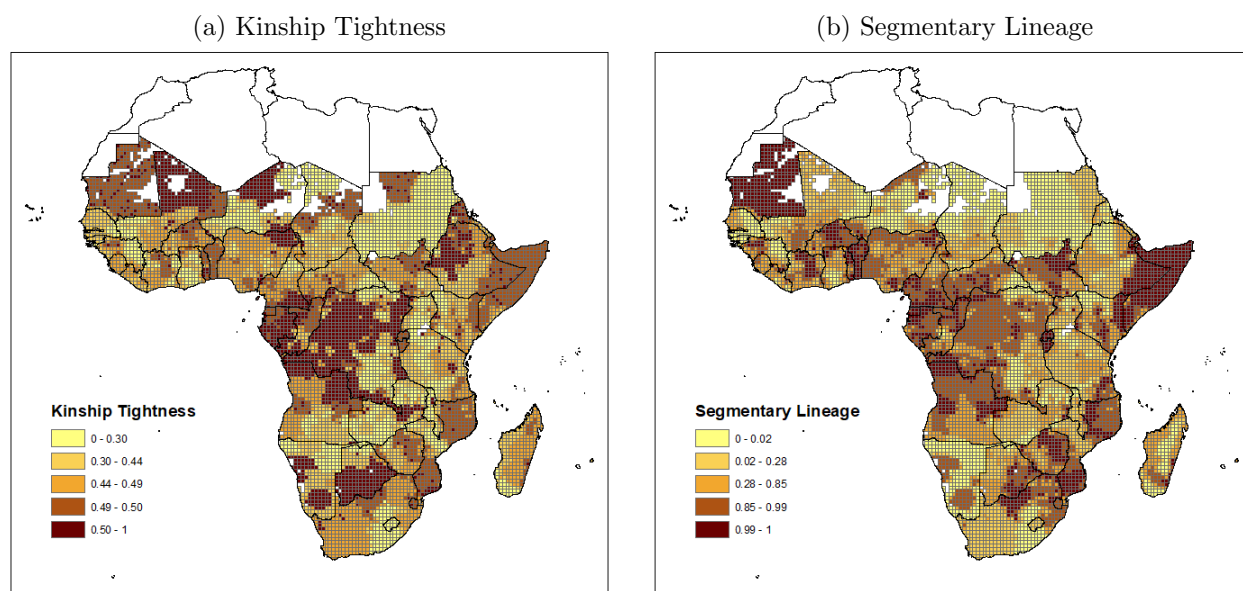 (a) Kinship Tightness
(b) Segmentary Lineage
Kinship Tightness
0 - 0.30
0.30 - 0.44
0.44 - 0.49
0.49 - 0.50
0.50 - 1
Segmentary Lineage
0 - 0.02
0.02 - 0.28
0.28 - 0.85
0.85 - 0.99
0.99 - 1